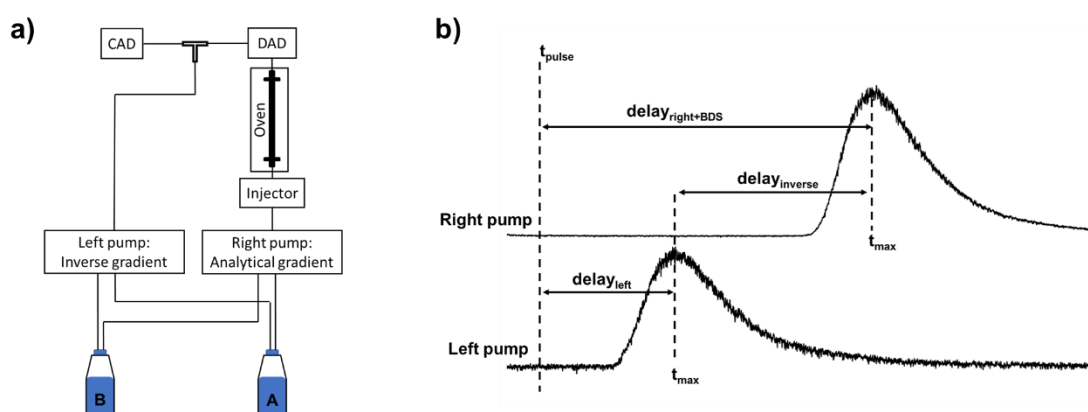 a)
CAD
DAD
Oven
Injector
Left pump:
Inverse gradient
Right pump:
Analytical gradient
B
A
b)
tpulse
delayright+BDS
delayinverse
Right pump
tmax
delayleft
Left pump
tmax